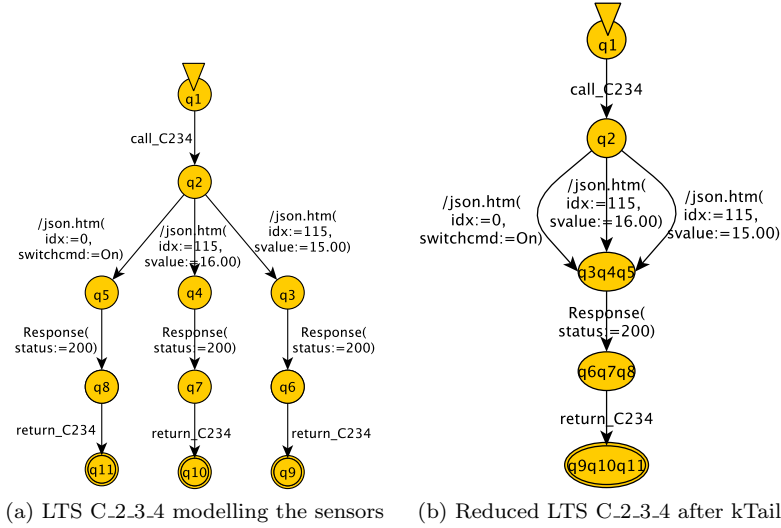 q1
call_C234
q2
/json.htm(
idx:=0,
switchcmd:=On)
/json.htm(
idx:=115,
svalue:=16.00)
/json.htm(
idx:=115,
svalue:=15.00)
q5
q4
q3
Response(
status:=200)
Response(
status:=200)
Response(
status:=200)
q8
q7
q6
return_C234
return_C234
return_C234
q11
q10
q9
(a) LTS C_2_3_4 modelling the sensors
q1
call_C234
q2
/json.htm(
idx:=0,
switchcmd:=On)
/json.htm(
idx:=115,
svalue:=16.00)
/json.htm(
idx:=115,
svalue:=15.00)
q3q4q5
Response(
status:=200)
q6q7q8
return_C234
q9q10q11
(b) Reduced LTS C_2_3_4 after kTail